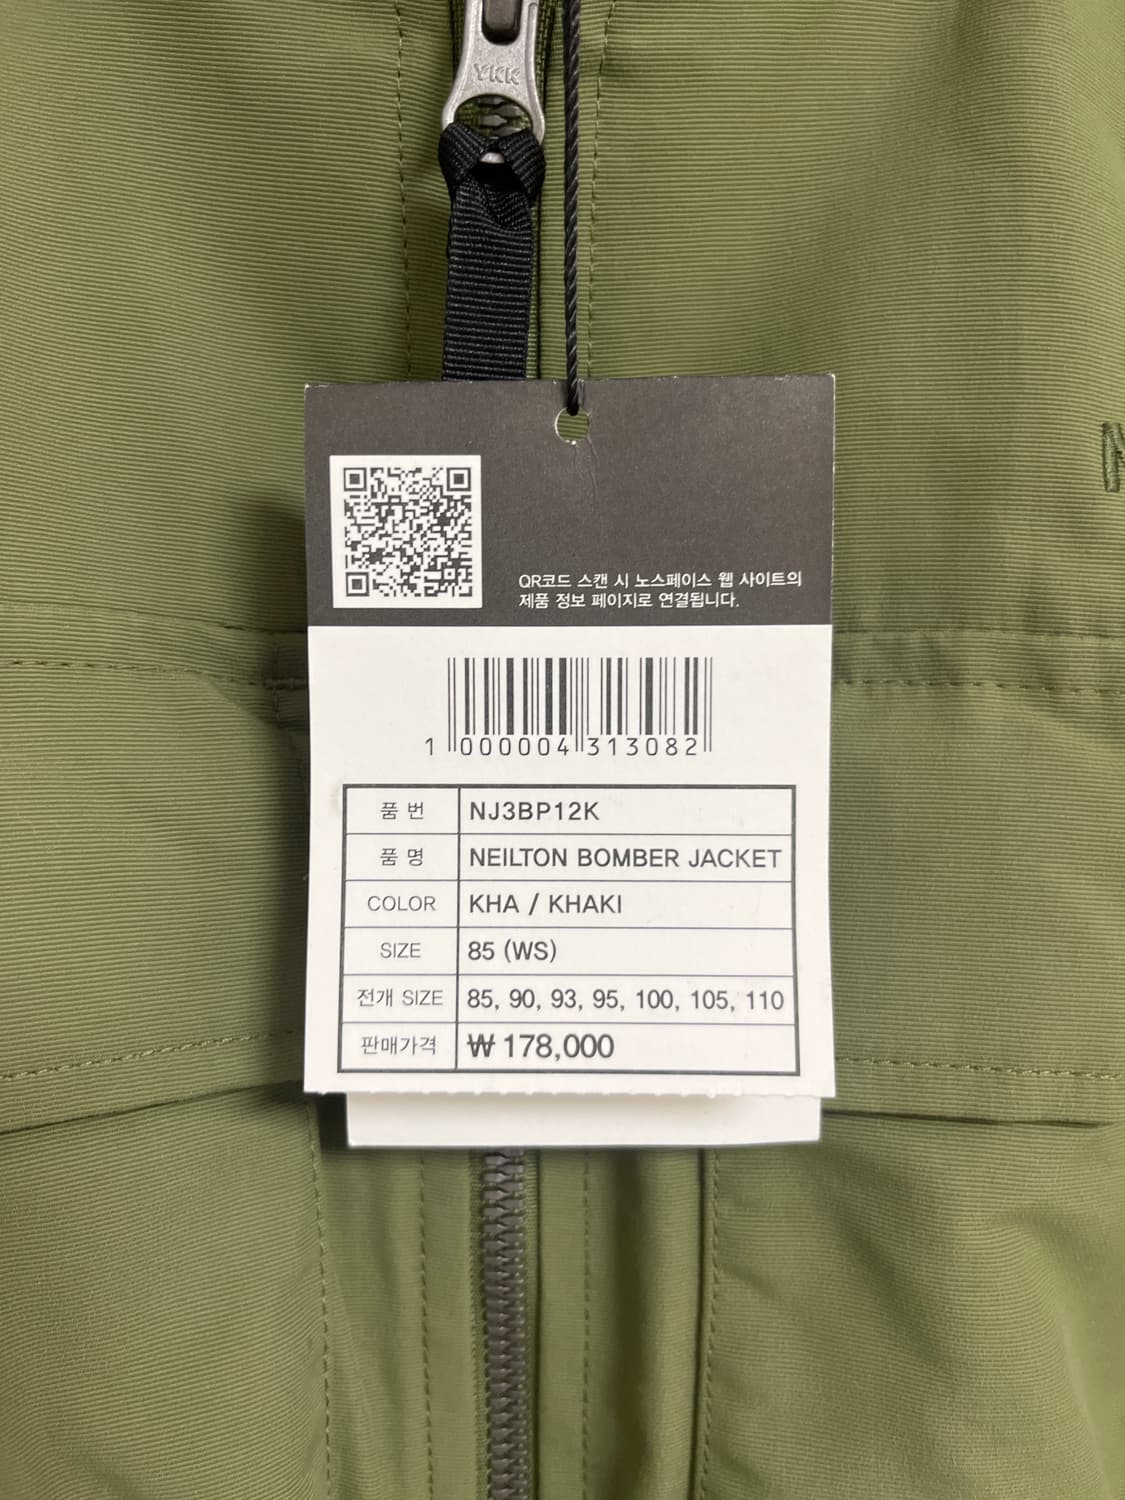 YKK
N
QR코드 스캔 시 노스페이스 웹 사이트의
제품 정보 페이지로 연결됩니다.
1 000004 313082
품 번 NJ3BP12K
품 명 NEILTON BOMBER JACKET
COLOR KHA / KHAKI
SIZE 85 (WS)
전개 SIZE 85, 90, 93, 95, 100, 105, 110
판매가격 ₩ 178,000